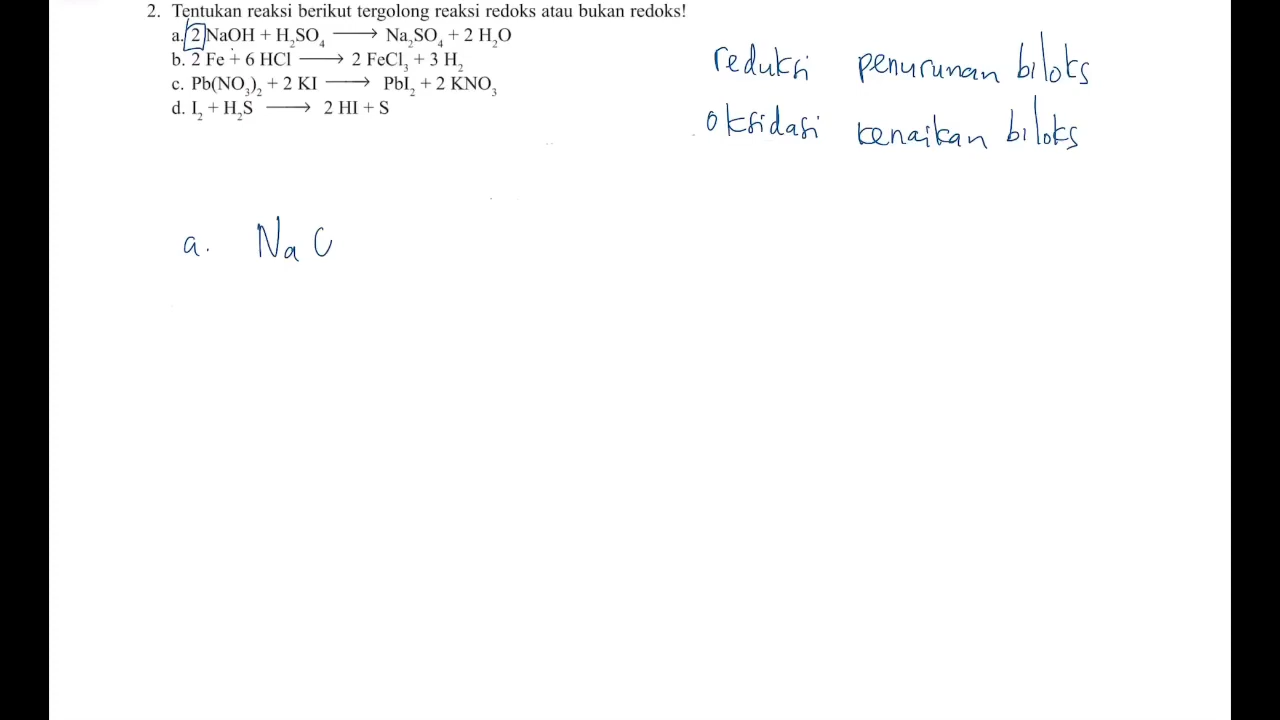 2. Tentukan reaksi berikut tergolong reaksi redoks atau bukan redoks!
a. 2 NaOH + H₂SO₄ ⟶ Na₂SO₄ + 2 H₂O
b. 2 Fe + 6 HCl ⟶ 2 FeCl₃ + 3 H₂
c. Pb(NO₃)₂ + 2 KI ⟶ PbI₂ + 2 KNO₃
d. I₂ + H₂S ⟶ 2 HI + S
reduksi penurunan biloks
oksidasi kenaikan biloks
a. Na C